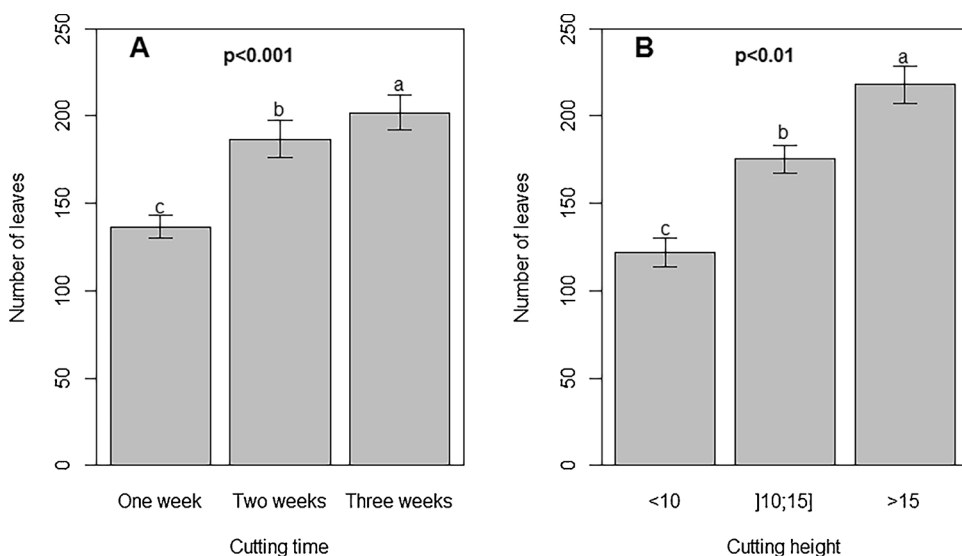 A
p<0.001
Number of leaves
250
200
150
100
50
0
c
b
a
One week
Two weeks
Three weeks
Cutting time
B
p<0.01
Number of leaves
250
200
150
100
50
0
c
b
a
<10
]10;15]
>15
Cutting height